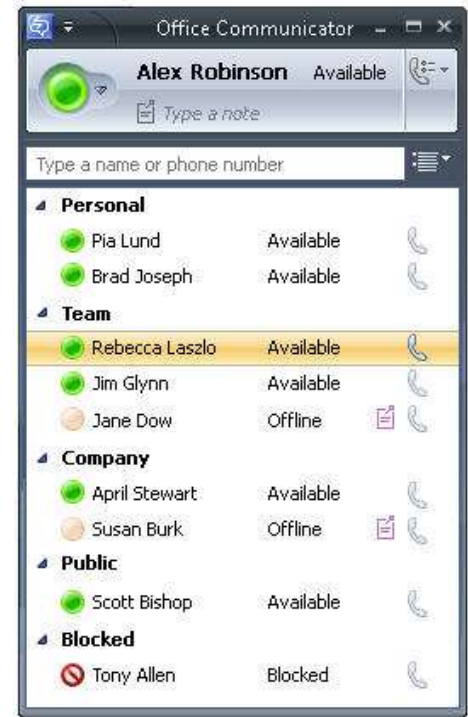 Office Communicator
Alex Robinson Available
Type a note
Type a name or phone number
Personal
Pia Lund Available
Brad Joseph Available
Team
Rebecca Laszlo Available
Jim Glynn Available
Jane Dow Offline
Company
April Stewart Available
Susan Burk Offline
Public
Scott Bishop Available
Blocked
Tony Allen Blocked